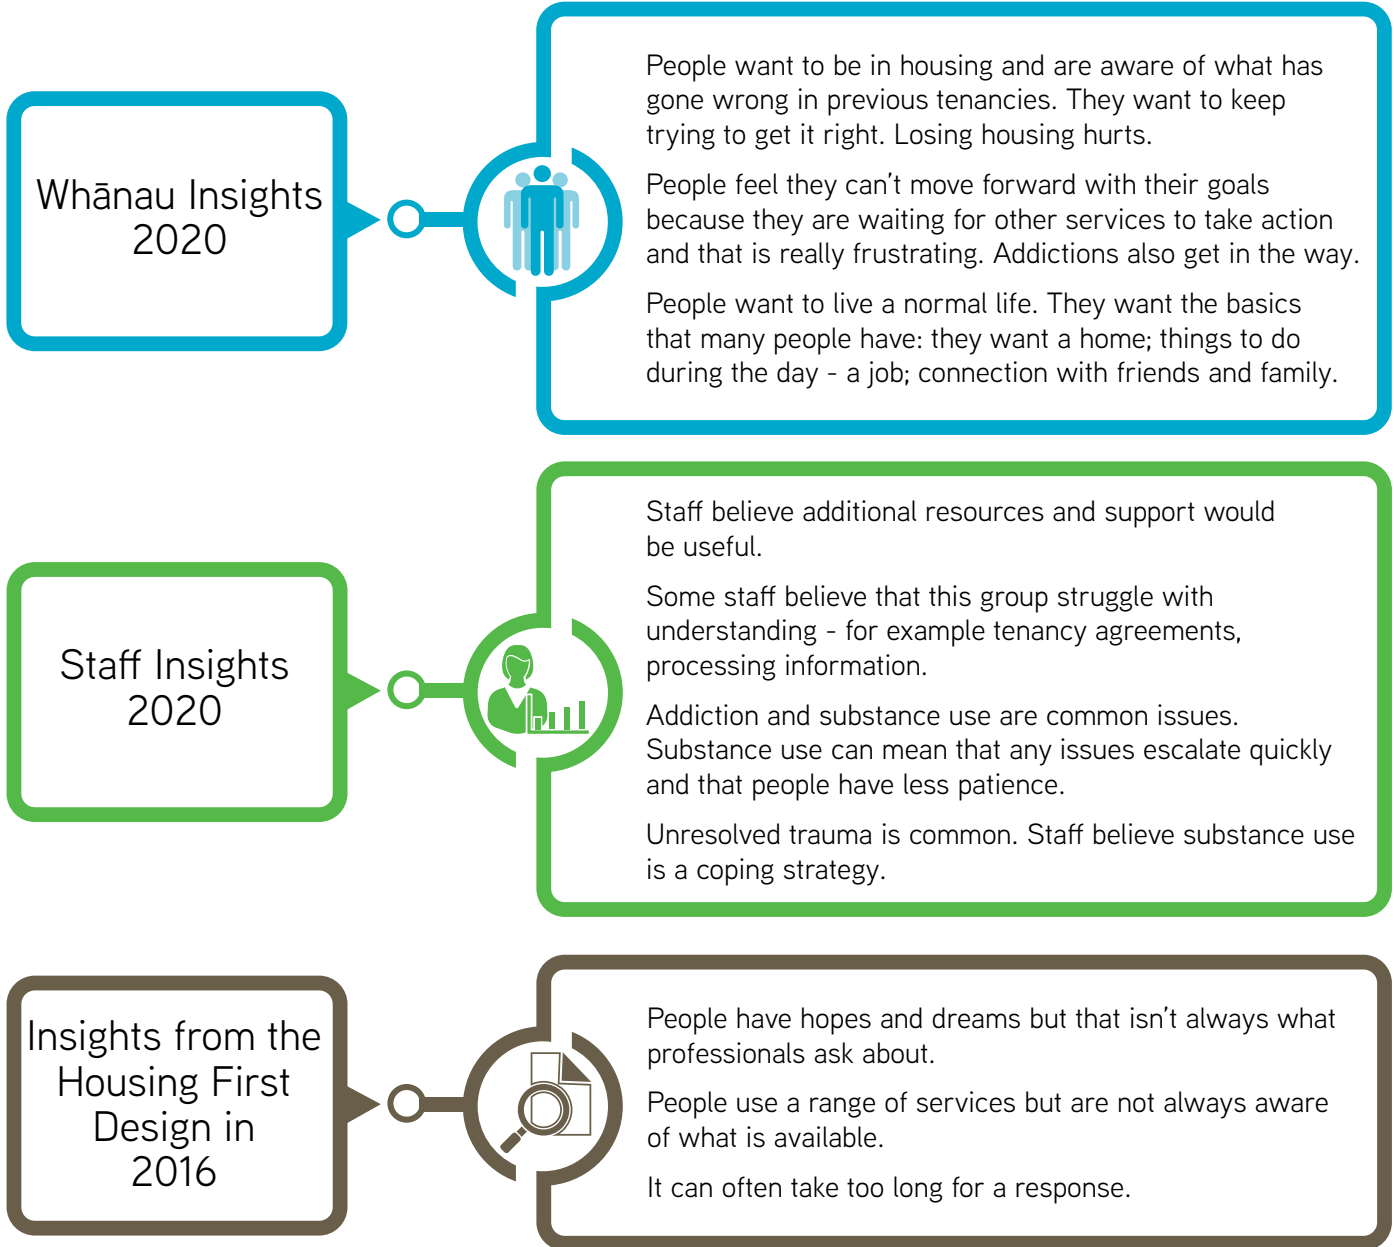 Whānau Insights
2020
People want to be in housing and are aware of what has
gone wrong in previous tenancies. They want to keep
trying to get it right. Losing housing hurts.
People feel they can't move forward with their goals
because they are waiting for other services to take action
and that is really frustrating. Addictions also get in the way.
People want to live a normal life. They want the basics
that many people have: they want a home; things to do
during the day - a job; connection with friends and family.
Staff Insights
2020
Staff believe additional resources and support would
be useful.
Some staff believe that this group struggle with
understanding - for example tenancy agreements,
processing information.
Addiction and substance use are common issues.
Substance use can mean that any issues escalate quickly
and that people have less patience.
Unresolved trauma is common. Staff believe substance use
is a coping strategy.
Insights from the
Housing First
Design in
2016
People have hopes and dreams but that isn't always what
professionals ask about.
People use a range of services but are not always aware
of what is available.
It can often take too long for a response.